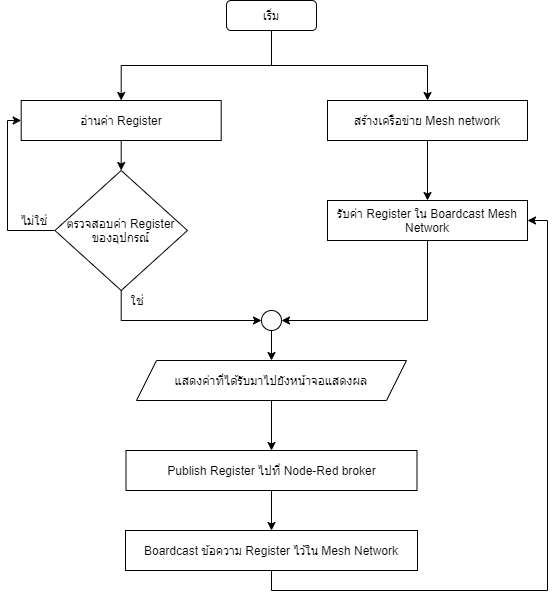 เริ่ม
อ่านค่า Register
สร้างเครือข่าย Mesh network
ไม่ใช่
ตรวจสอบค่า Register
ของอุปกรณ์
รับค่า Register ใน Boardcast Mesh
Network
ใช่
แสดงค่าที่ได้รับมาไปยังหน้าจอแสดงผล
Publish Register ไปที่ Node-Red broker
Boardcast ข้อความ Register ไว้ใน Mesh Network